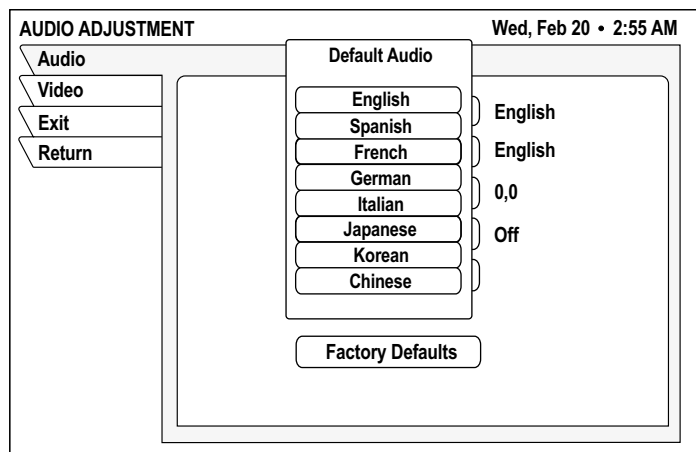 AUDIO ADJUSTMENT
Wed, Feb 20 • 2:55 AM
Audio
Video
Exit
Return
Default Audio
English
Spanish
French
German
Italian
Japanese
Korean
Chinese
English
English
0,0
Off
Factory Defaults